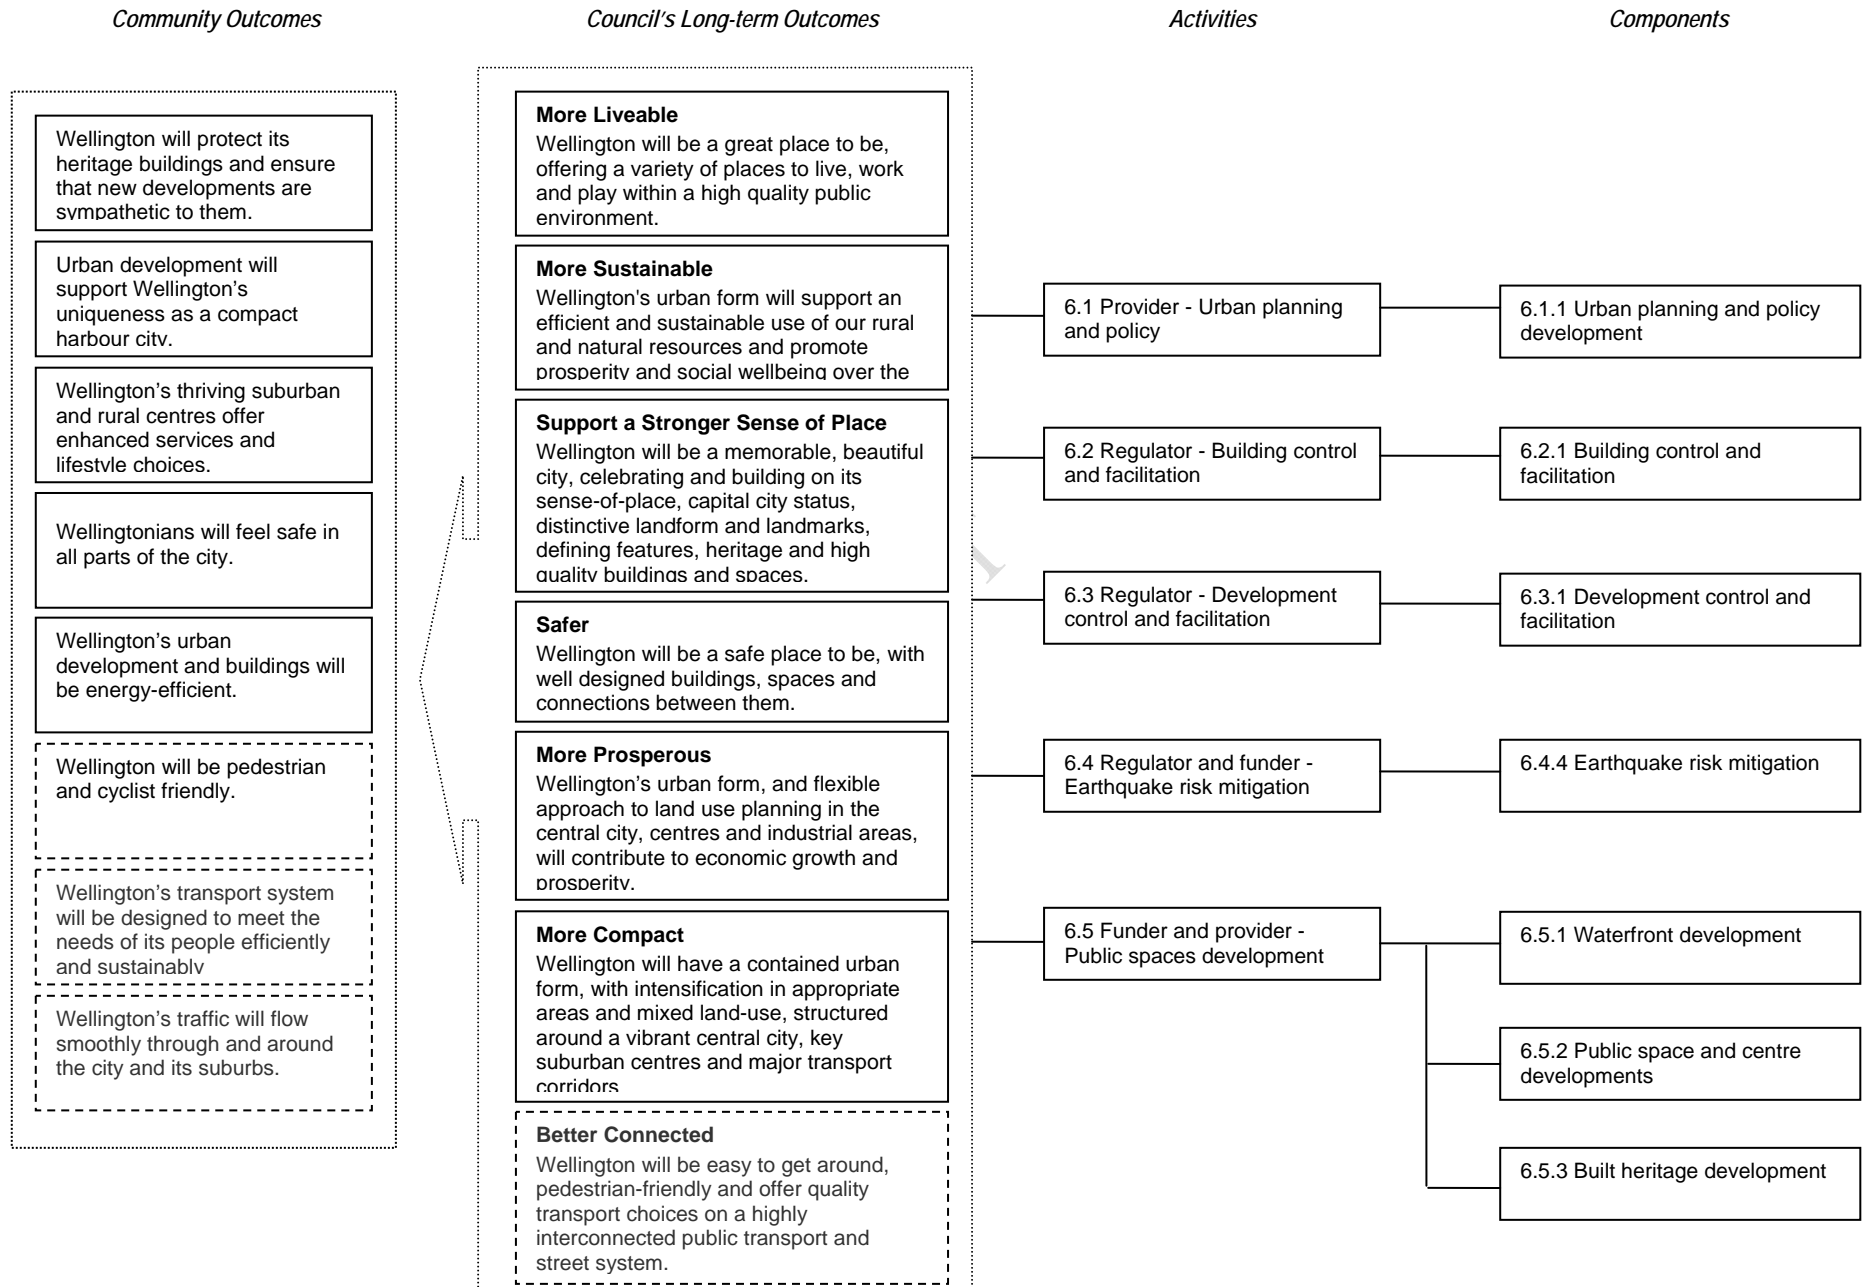 Community Outcomes
Council's Long-term Outcomes
Activities
Components
Wellington will protect its
heritage buildings and ensure
that new developments are
sympathetic to them.
Urban development will
support Wellington's
uniqueness as a compact
harbour city.
Wellington's thriving suburban
and rural centres offer
enhanced services and
lifestyle choices.
Wellingtonians will feel safe in
all parts of the city.
Wellington's urban
development and buildings will
be energy-efficient.
Wellington will be pedestrian
and cyclist friendly.
Wellington's transport system
will be designed to meet the
needs of its people efficiently
and sustainably
Wellington's traffic will flow
smoothly through and around
the city and its suburbs.
More Liveable
Wellington will be a great place to be,
offering a variety of places to live, work
and play within a high quality public
environment.
More Sustainable
Wellington's urban form will support an
efficient and sustainable use of our rural
and natural resources and promote
prosperity and social wellbeing over the
Support a Stronger Sense of Place
Wellington will be a memorable, beautiful
city, celebrating and building on its
sense-of-place, capital city status,
distinctive landform and landmarks,
defining features, heritage and high
quality buildings and spaces.
Safer
Wellington will be a safe place to be, with
well designed buildings, spaces and
connections between them.
More Prosperous
Wellington's urban form, and flexible
approach to land use planning in the
central city, centres and industrial areas,
will contribute to economic growth and
prosperity.
More Compact
Wellington will have a contained urban
form, with intensification in appropriate
areas and mixed land-use, structured
around a vibrant central city, key
suburban centres and major transport
corridors
Better Connected
Wellington will be easy to get around,
pedestrian-friendly and offer quality
transport choices on a highly
interconnected public transport and
street system.
6.1 Provider - Urban planning
and policy
6.2 Regulator - Building control
and facilitation
6.3 Regulator - Development
control and facilitation
6.4 Regulator and funder -
Earthquake risk mitigation
6.5 Funder and provider -
Public spaces development
6.1.1 Urban planning and policy
development
6.2.1 Building control and
facilitation
6.3.1 Development control and
facilitation
6.4.4 Earthquake risk mitigation
6.5.1 Waterfront development
6.5.2 Public space and centre
developments
6.5.3 Built heritage development